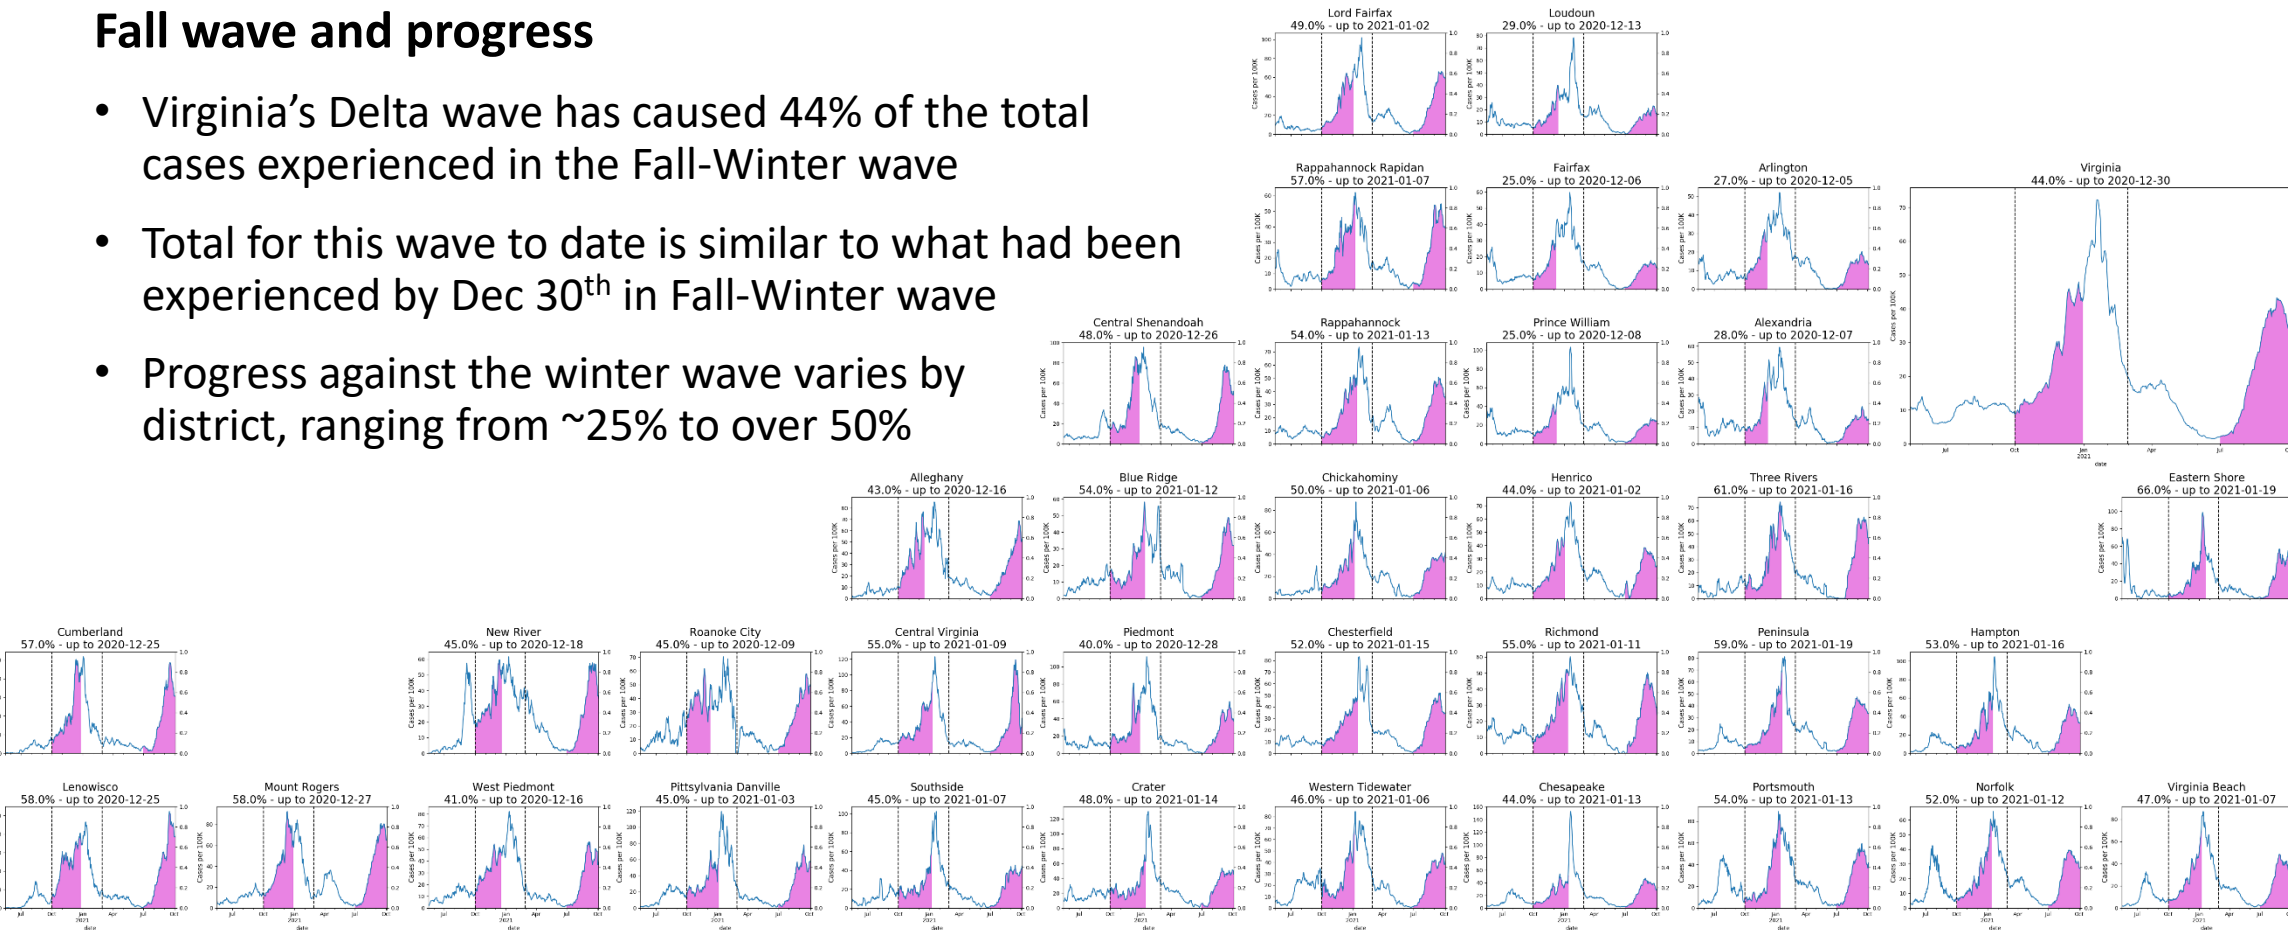 Fall wave and progress
• Virginia’s Delta wave has caused 44% of the total
cases experienced in the Fall-Winter wave
• Total for this wave to date is similar to what had been
experienced by Dec 30th in Fall-Winter wave
• Progress against the winter wave varies by
district, ranging from ~25% to over 50%
Lord Fairfax
49.0% - up to 2021-01-02
Loudoun
29.0% - up to 2020-12-13
Rappahannock Rapidan
57.0% - up to 2021-01-07
Fairfax
25.0% - up to 2020-12-06
Arlington
27.0% - up to 2020-12-05
Virginia
44.0% - up to 2020-12-30
Cases per 100K
Jul
Oct
Jan
2021
Apr
Jul
date
Central Shenandoah
48.0% - up to 2020-12-26
Rappahannock
54.0% - up to 2021-01-13
Prince William
25.0% - up to 2020-12-08
Alexandria
28.0% - up to 2020-12-07
Alleghany
43.0% - up to 2020-12-16
Blue Ridge
54.0% - up to 2021-01-12
Chickahominy
50.0% - up to 2021-01-06
Henrico
44.0% - up to 2021-01-02
Three Rivers
61.0% - up to 2021-01-16
Eastern Shore
66.0% - up to 2021-01-19
Cumberland
57.0% - up to 2020-12-25
New River
45.0% - up to 2020-12-18
Roanoke City
45.0% - up to 2020-12-09
Central Virginia
55.0% - up to 2021-01-09
Piedmont
40.0% - up to 2020-12-28
Chesterfield
52.0% - up to 2021-01-15
Richmond
55.0% - up to 2021-01-11
Peninsula
59.0% - up to 2021-01-19
Hampton
53.0% - up to 2021-01-16
Lenowisco
58.0% - up to 2020-12-25
Mount Rogers
58.0% - up to 2020-12-27
West Piedmont
41.0% - up to 2020-12-16
Pittsylvania Danville
45.0% - up to 2021-01-03
Southside
45.0% - up to 2021-01-07
Crater
48.0% - up to 2021-01-14
Western Tidewater
46.0% - up to 2021-01-06
Chesapeake
44.0% - up to 2021-01-13
Portsmouth
54.0% - up to 2021-01-13
Norfolk
52.0% - up to 2021-01-12
Virginia Beach
47.0% - up to 2021-01-07